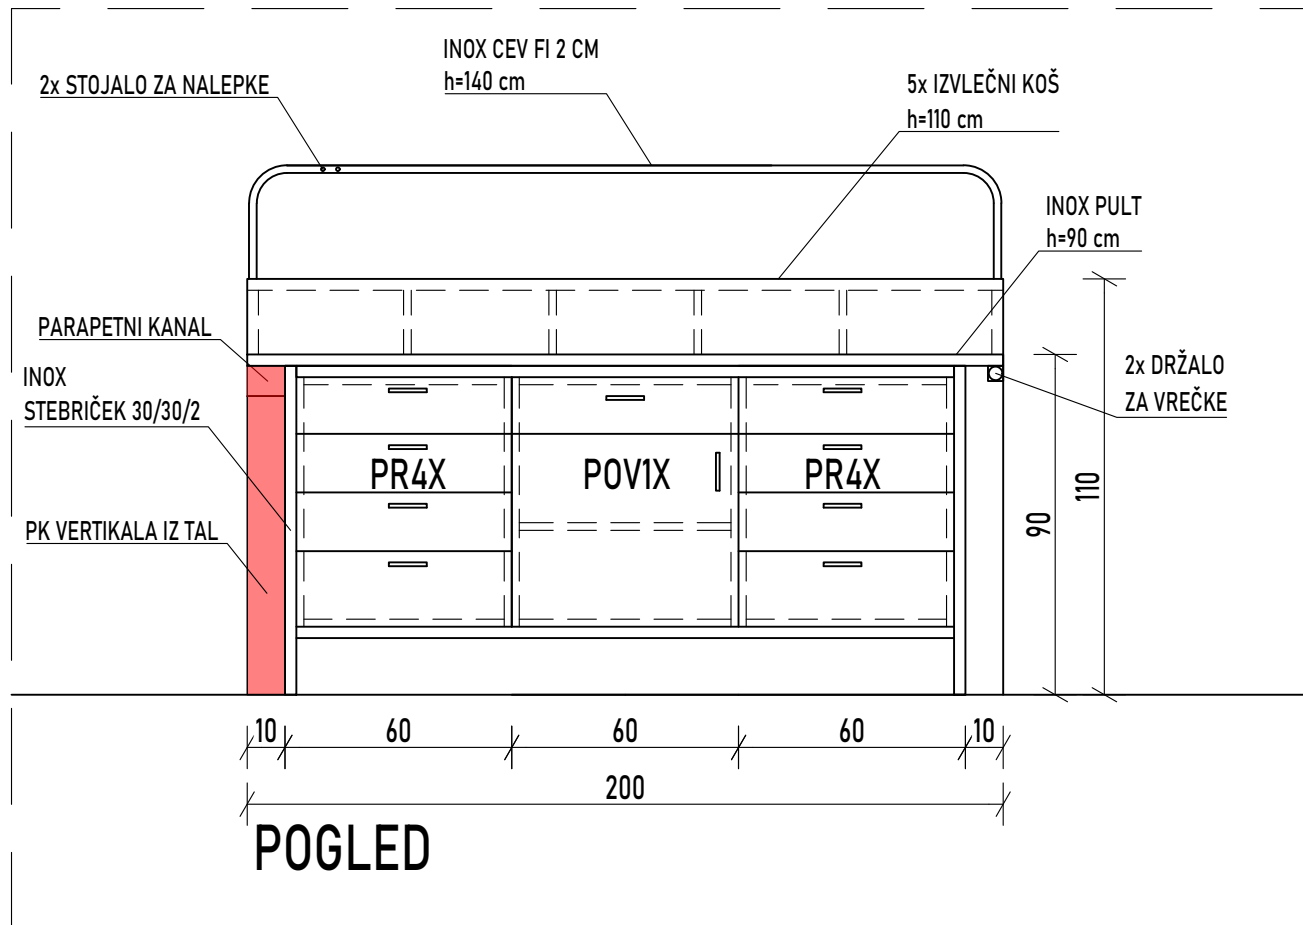 INOX CEV FI 2 CM
h=140 cm
2x STOJALO ZA NALEPKE
5x IZVLEČNI KOŠ
h=110 cm
INOX PULT
h=90 cm
PARAPETNI KANAL
INOX
STEBRIČEK 30/30/2
2x DRŽALO
ZA VREČKE
PR4X
POV1X
PR4X
PK VERTIKALA IZ TAL
90
110
10
60
60
60
10
200
POGLED